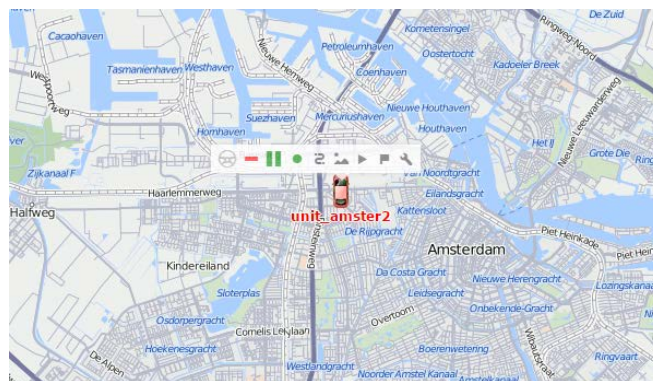 De Zuid
Kometensingel
Ringweg-Noord
Cacaohaven
Petroleumhaven
Nieuwe Hemweg
Oostertocht
Kadoeler Breek
Tasmanienhaven
Westhaven
Coenhaven
Westpoortweg
Nieuwe Leeuwarderweg
Suezhaven
Mercuriushaven
Nieuwe Houthaven
Houthaven
Hornhaven
Het IJ
Grote Die
Zijkanaal F
Van Noordtgracht
Haarlemmerweg
Eilandsgracht
Halfweg
unit_amster2
Kattensloot
De Rijpgracht
Piet Heinkade
Amsterdam
Kindereiland
Da Costa Gracht
Nieuwe Herengracht
Sloterplas
Leidsegracht
Lozingskanaal
Onbekende-Gracht
Osdorpergracht
Overtoom
Cornelis Lelylaan
Hoekenesgracht
Boerenwetering
Wibautstraat
De Alpen
Ringvaart
Westlandgracht
Noorder Amstel Kanaal
Amstelkanaal